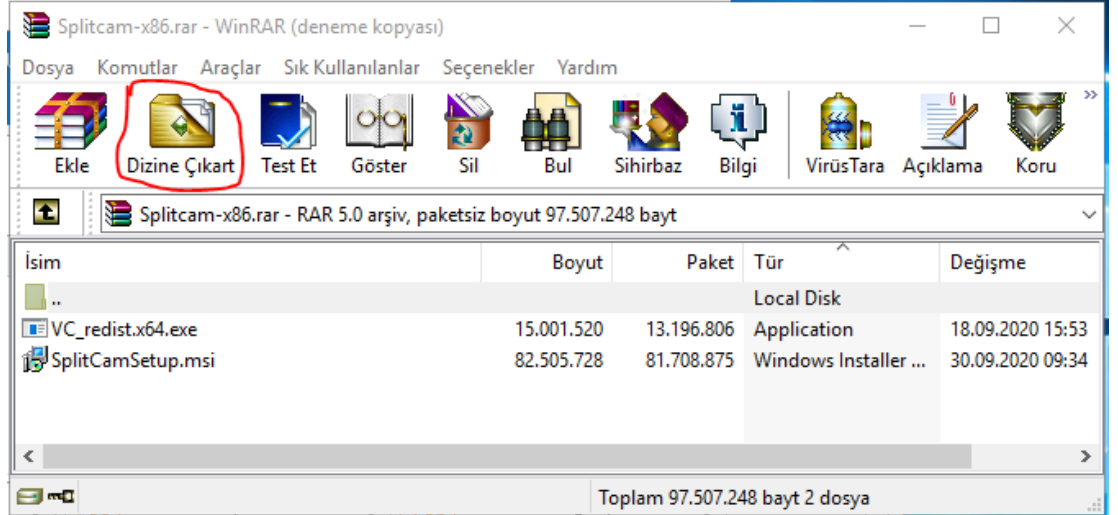 Splitcam-x86.rar - WinRAR (deneme kopyası)
Dosya Komutlar Araçlar Sık Kullanılanlar Seçenekler Yardım
Ekle Dizine Çıkart Test Et Göster Sil Bul Sihirbaz Bilgi VirüsTara Açıklama Koru
Splitcam-x86.rar - RAR 5.0 arşiv, paketsiz boyut 97.507.248 bayt
İsim Boyut Paket Tür Değişme
.. Local Disk
VC_redist.x64.exe 15.001.520 13.196.806 Application 18.09.2020 15:53
SplitCamSetup.msi 82.505.728 81.708.875 Windows Installer ... 30.09.2020 09:34
Toplam 97.507.248 bayt 2 dosya